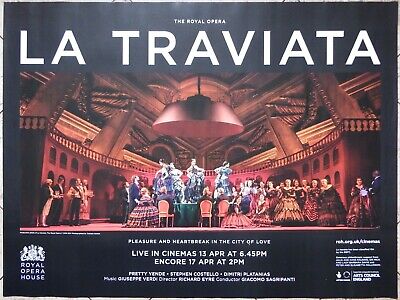 THE ROYAL OPERA
LA TRAVIATA
PLEASURE AND HEARTBREAK IN THE CITY OF LOVE
LIVE IN CINEMAS 13 APR AT 6.45PM
ENCORE 17 APR AT 2PM
PRETTY YENDE • STEPHEN COSTELLO • DIMITRI PLATANIAS
Music GIUSEPPE VERDI Director RICHARD EYRE Conductor GIACOMO SAGRIPANTI
ROYAL
OPERA
HOUSE
roh.org.uk/cinemas
ARTS COUNCIL
ENGLAND